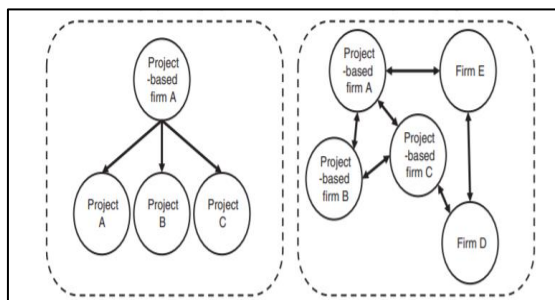 Project
-based
firm A
Project
A
Project
B
Project
C
Project
-based
firm A
Firm E
Project
-based
firm B
Project
-based
firm C
Firm D